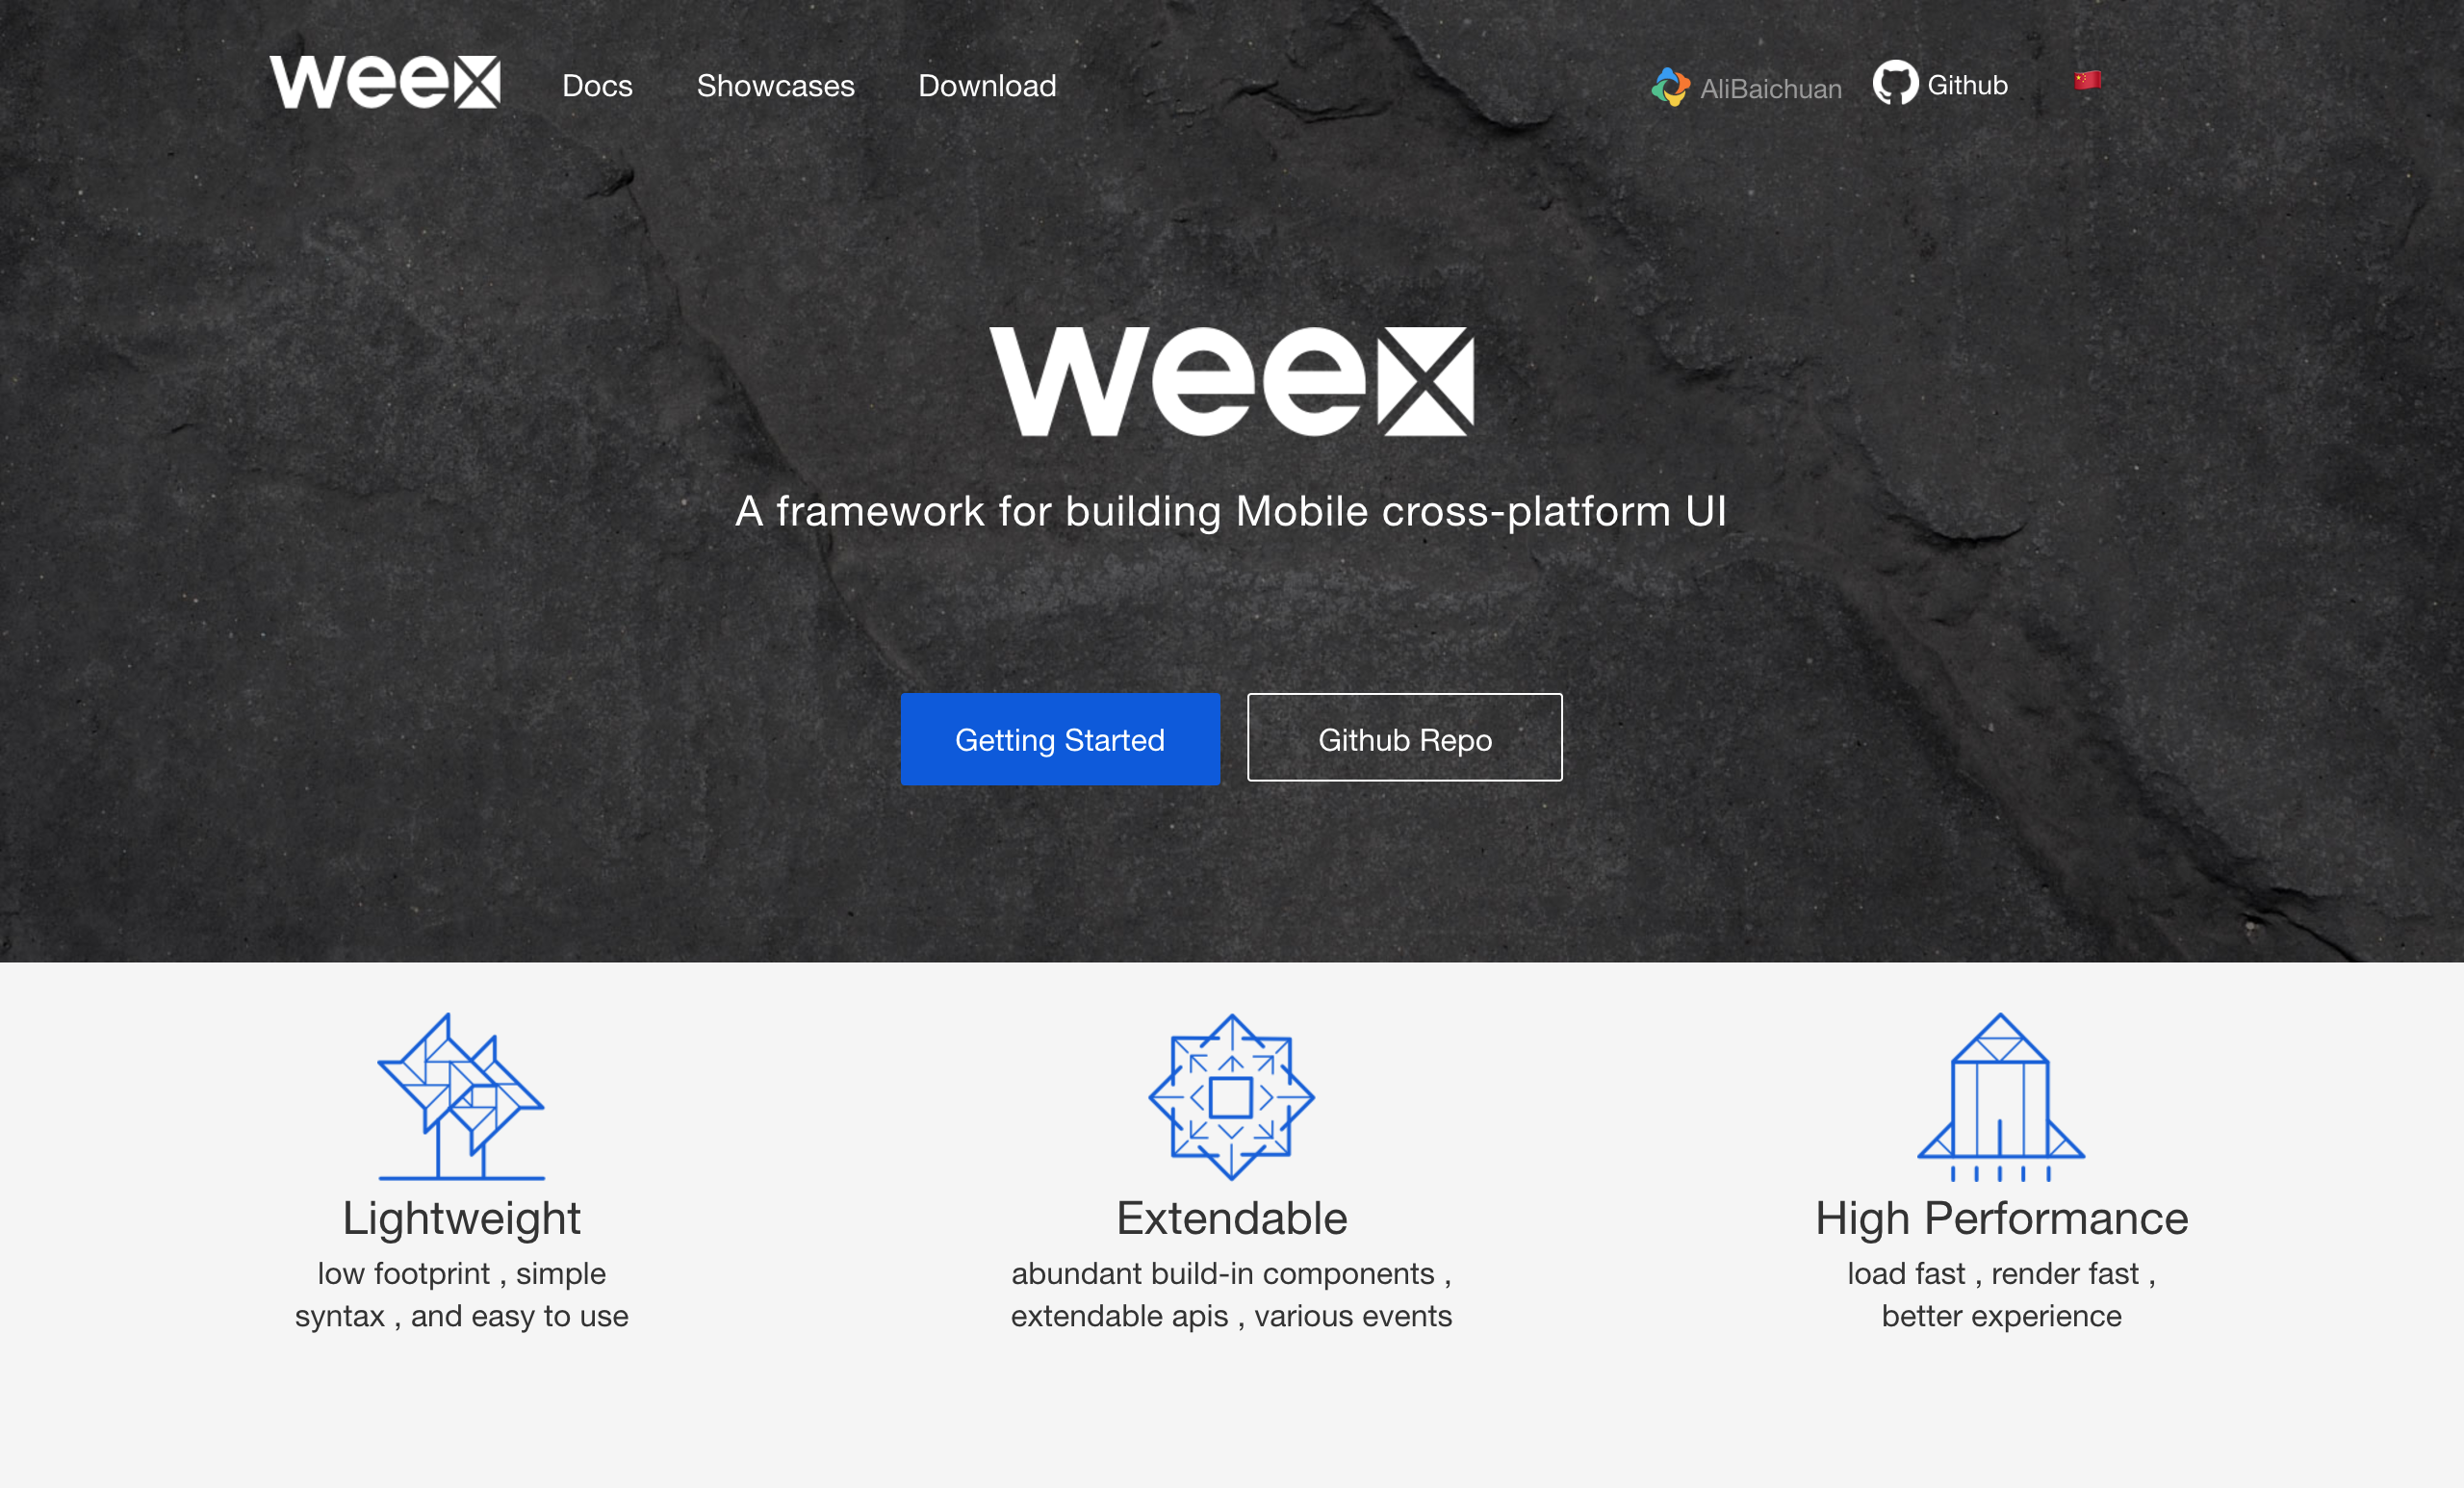 weex
Docs
Showcases
Download
AliBaichuan
Github
weex
A framework for building Mobile cross-platform UI
Getting Started
Github Repo
Lightweight
low footprint , simple
syntax , and easy to use
Extendable
abundant build-in components ,
extendable apis , various events
High Performance
load fast , render fast ,
better experience